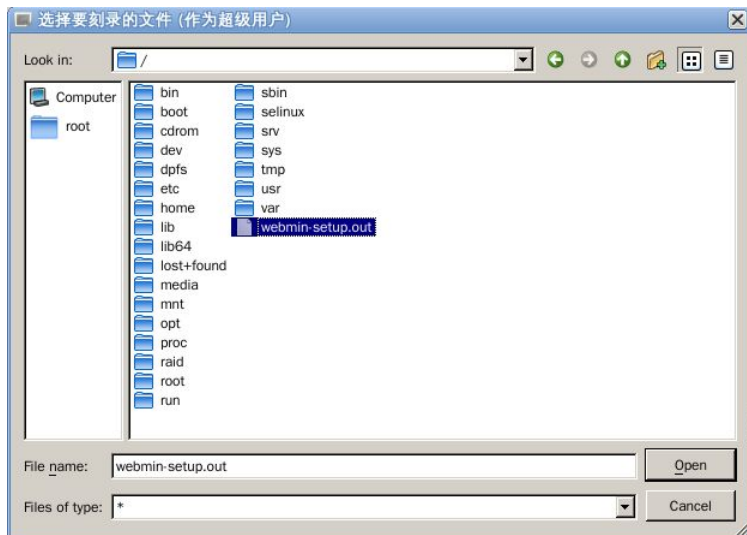 选择要刻录的文件 (作为超级用户)
Look in: /
Computer
root
bin
boot
cdrom
dev
dpfs
etc
home
lib
lib64
lost+found
media
mnt
opt
proc
raid
root
run
sbin
selinux
srv
sys
tmp
usr
var
webmin-setup.out
File name: webmin-setup.out
Open
Files of type: *
Cancel